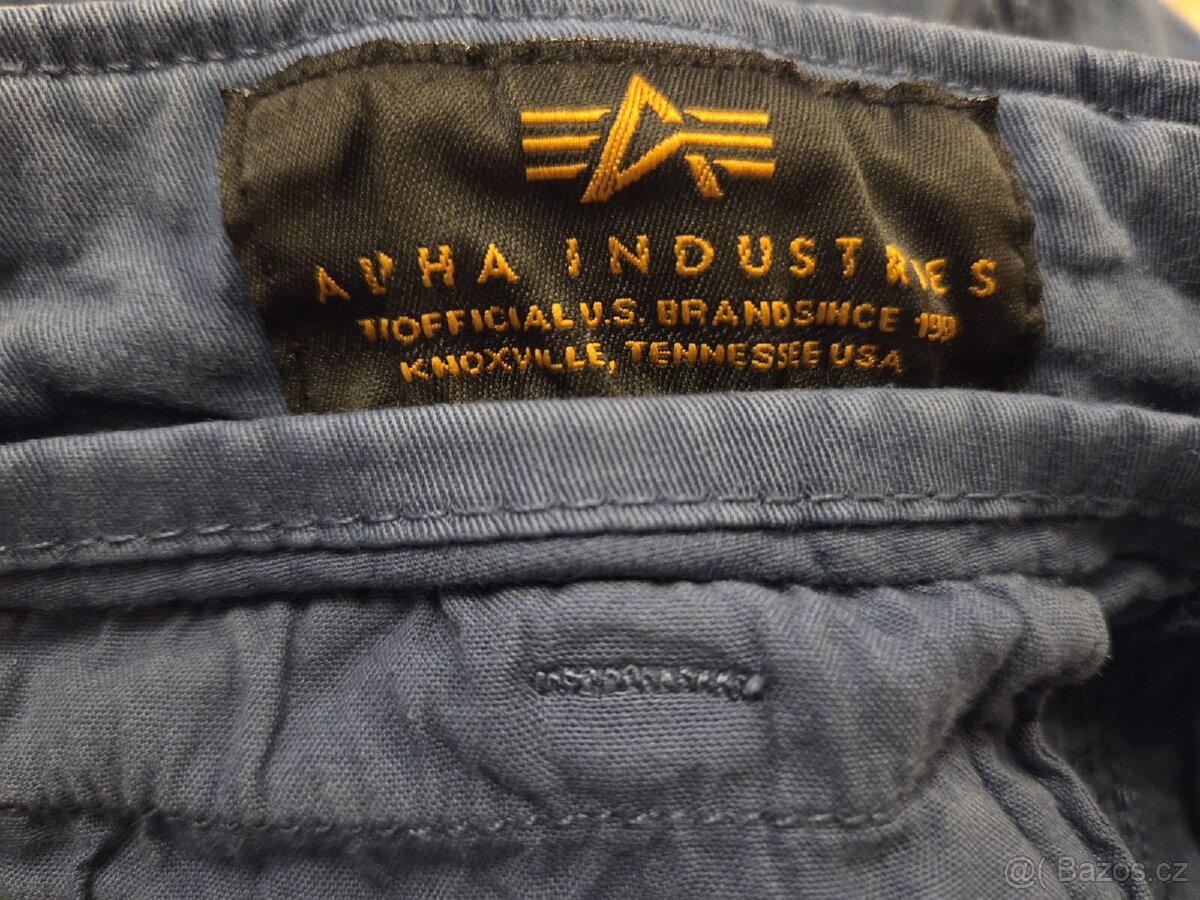 ALPHA INDUSTRIES
OFFICIAL U.S. BRAND SINCE
KNOXVILLE, TENNESSEE USA
@( Bazos.cz